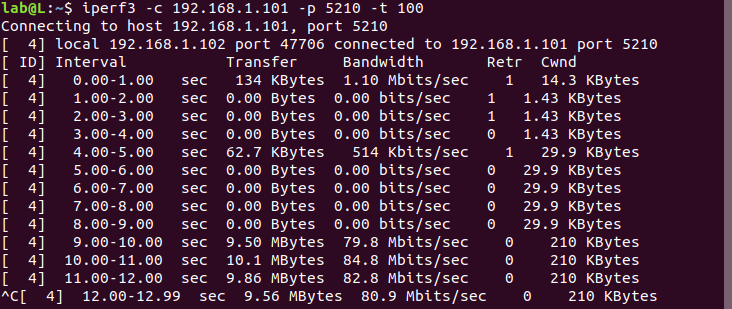 lab@L:~$ iperf3 -c 192.168.1.101 -p 5210 -t 100
Connecting to host 192.168.1.101, port 5210
[  4] local 192.168.1.102 port 47706 connected to 192.168.1.101 port 5210
[ ID] Interval           Transfer     Bandwidth       Retr  Cwnd
[  4]   0.00-1.00   sec   134 KBytes  1.10 Mbits/sec    1   14.3 KBytes
[  4]   1.00-2.00   sec  0.00 Bytes  0.00 bits/sec    1   1.43 KBytes
[  4]   2.00-3.00   sec  0.00 Bytes  0.00 bits/sec    1   1.43 KBytes
[  4]   3.00-4.00   sec  0.00 Bytes  0.00 bits/sec    0   1.43 KBytes
[  4]   4.00-5.00   sec  62.7 KBytes   514 Kbits/sec    1   29.9 KBytes
[  4]   5.00-6.00   sec  0.00 Bytes  0.00 bits/sec    0   29.9 KBytes
[  4]   6.00-7.00   sec  0.00 Bytes  0.00 bits/sec    0   29.9 KBytes
[  4]   7.00-8.00   sec  0.00 Bytes  0.00 bits/sec    0   29.9 KBytes
[  4]   8.00-9.00   sec  0.00 Bytes  0.00 bits/sec    0   29.9 KBytes
[  4]   9.00-10.00  sec  9.50 MBytes  79.8 Mbits/sec    0    210 KBytes
[  4]  10.00-11.00  sec  10.1 MBytes  84.8 Mbits/sec    0    210 KBytes
[  4]  11.00-12.00  sec  9.86 MBytes  82.8 Mbits/sec    0    210 KBytes
^C[  4]  12.00-12.99  sec  9.56 MBytes  80.9 Mbits/sec    0    210 KBytes